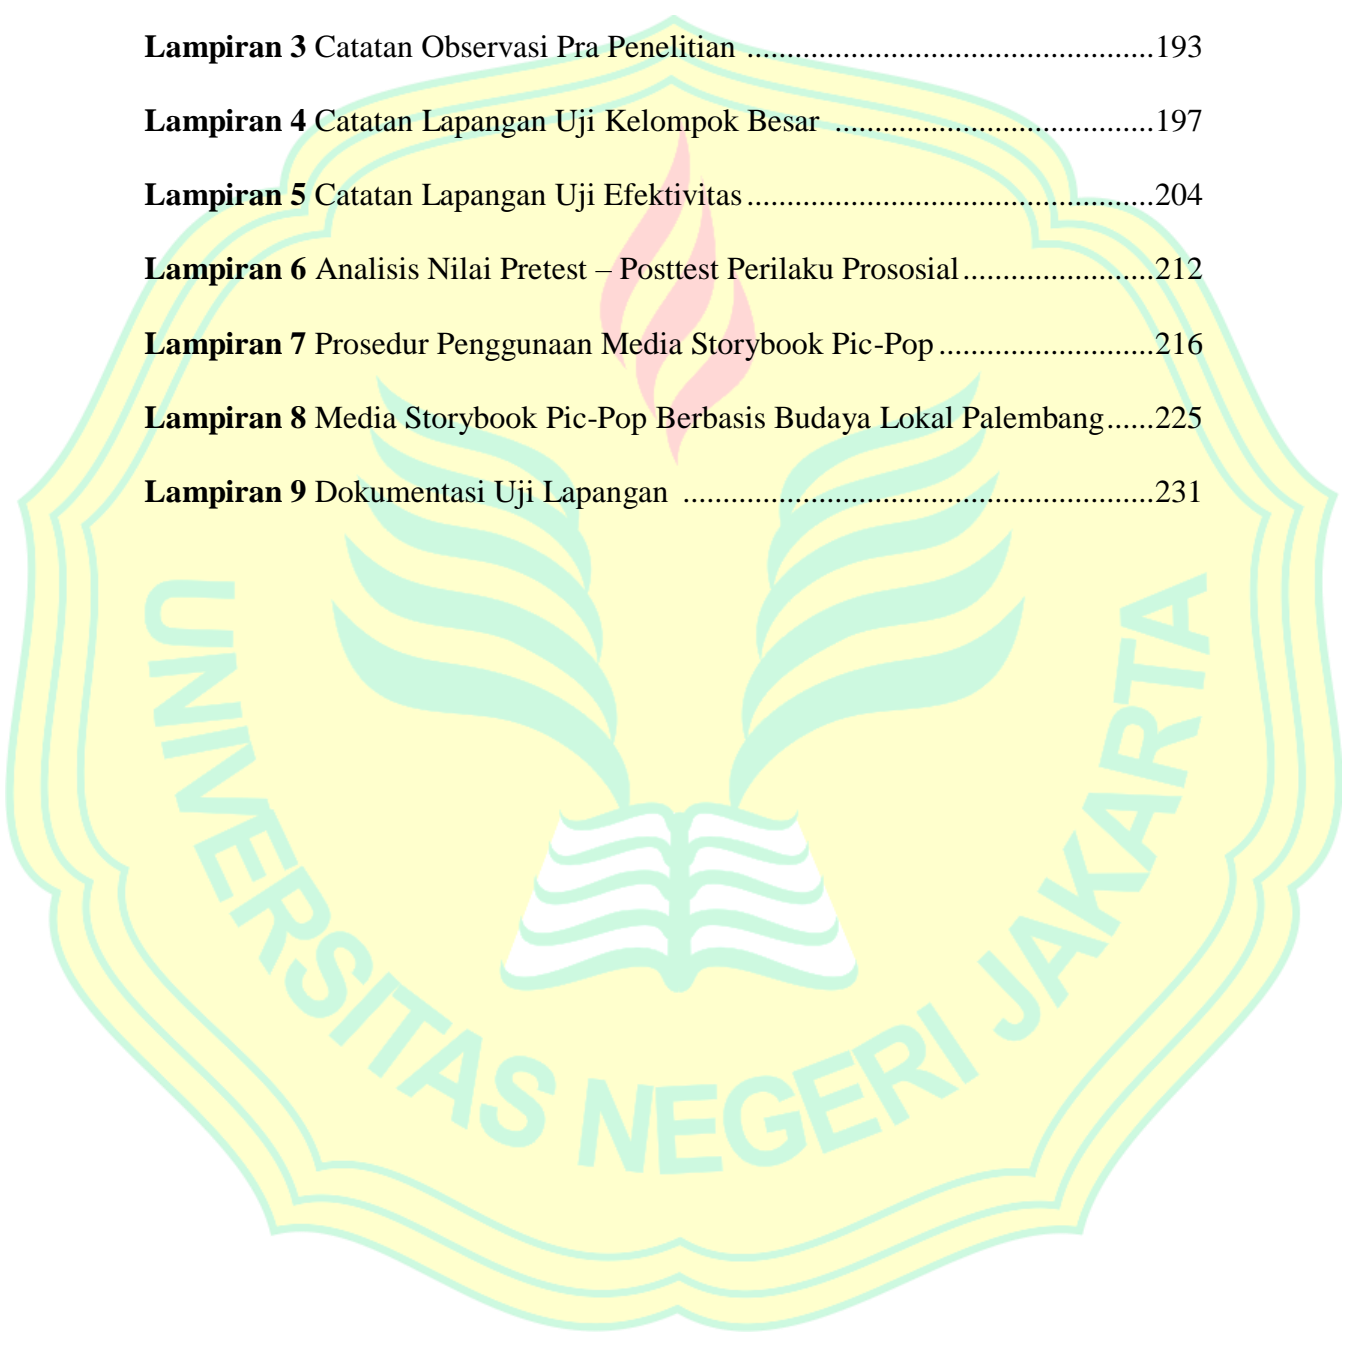 Lampiran 3 Catatan Observasi Pra Penelitian ..................................................193
Lampiran 4 Catatan Lapangan Uji Kelompok Besar .......................................197
Lampiran 5 Catatan Lapangan Uji Efektivitas..................................................204
Lampiran 6 Analisis Nilai Pretest – Posttest Perilaku Prososial.......................212
Lampiran 7 Prosedur Penggunaan Media Storybook Pic-Pop..........................216
Lampiran 8 Media Storybook Pic-Pop Berbasis Budaya Lokal Palembang......225
Lampiran 9 Dokumentasi Uji Lapangan .........................................................231
UNIVERSITAS NEGERI JAKARTA